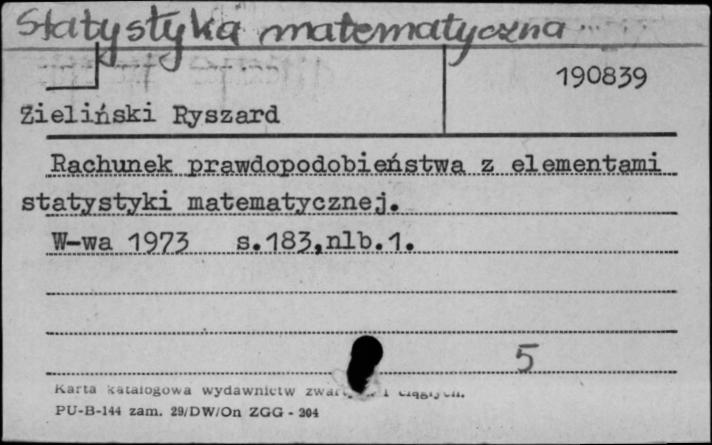 Statystyka matematyczna
190839
Zieliński Ryszard
Rachunek prawdopodobieństwa z elementami
statystyki matematycznej.
W-wa 1973 s.183,nlb.1.
5
Karta katalogowa wydawnictw
PU-B-144 zam. 29/DW/On ZGG - 204